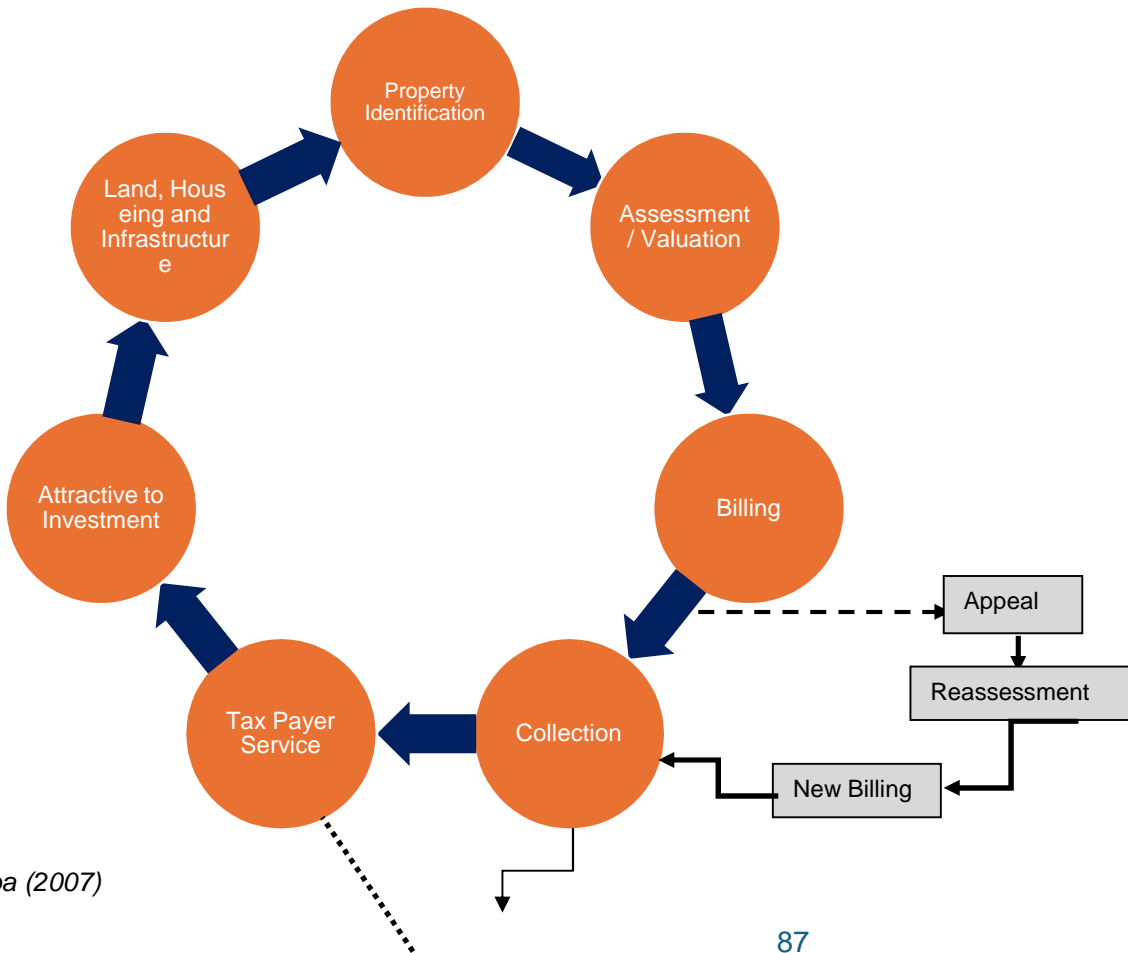 Property
Identification
Assessment
/ Valuation
Billing
Appeal
Reassessment
New Billing
Collection
Tax Payer
Service
Attractive to
Investment
Land, Hous
eing and
Infrastructur
e
(2007)
87